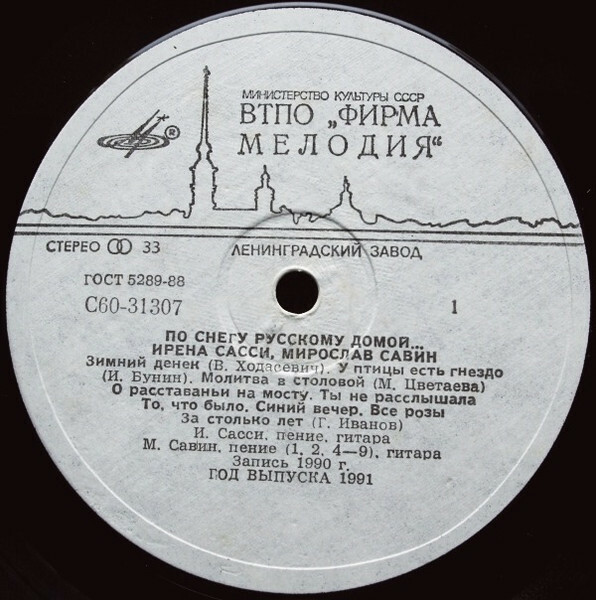 МИНИСТЕРСТВО КУЛЬТУРЫ СССР
ВТПО „ФИРМА
МЕЛОДИЯ“
®
СТЕРЕО 33
ЛЕНИНГРАДСКИЙ ЗАВОД
ГОСТ 5289-88
С60-31307
1
ПО СНЕГУ РУССКОМУ ДОМОЙ...
ИРЕНА САССИ, МИРОСЛАВ САВИН
Зимний денек (В. Ходасевич). У птицы есть гнездо
(И. Бунин). Молитва в столовой (М. Цветаева)
О расставаньи на мосту. Ты не расслышала
То, что было. Синий вечер. Все розы
За столько лет (Г. Иванов)
И. Сасси, пение, гитара
М. Савин, пение (1, 2, 4—9), гитара
Запись 1990 г.
ГОД ВЫПУСКА 1991